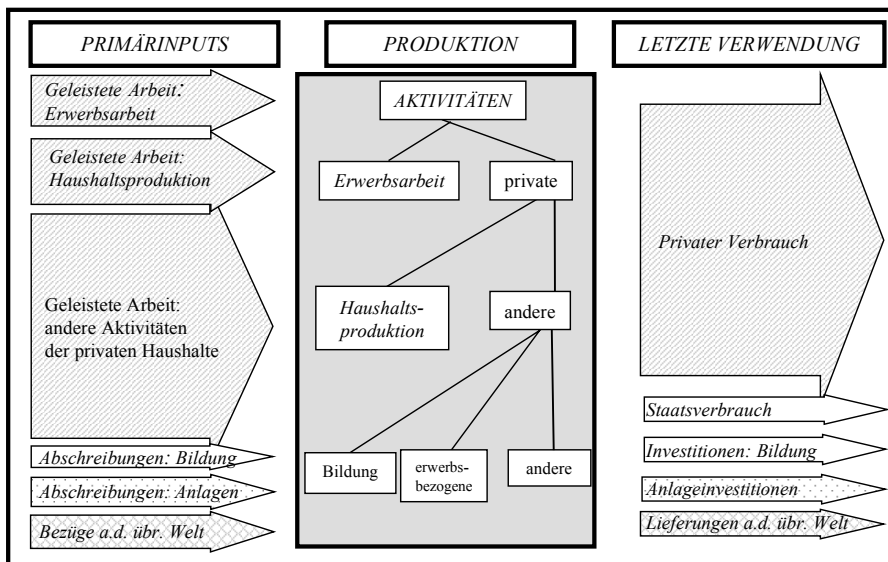 PRIMÄRINPUTS
Geleistete Arbeit:
Erwerbsarbeit
Geleistete Arbeit:
Haushaltsproduktion
Geleistete Arbeit:
andere Aktivitäten
der privaten Haushalte
Abschreibungen: Bildung
Abschreibungen: Anlagen
Bezüge a.d. übr. Welt
PRODUKTION
AKTIVITÄTEN
Erwerbsarbeit
private
Haushalts-
produktion
andere
Bildung
erwerbs-
bezogene
andere
LETZTE VERWENDUNG
Privater Verbrauch
Staatsverbrauch
Investitionen: Bildung
Anlageinvestitionen
Lieferungen a.d. übr. Welt